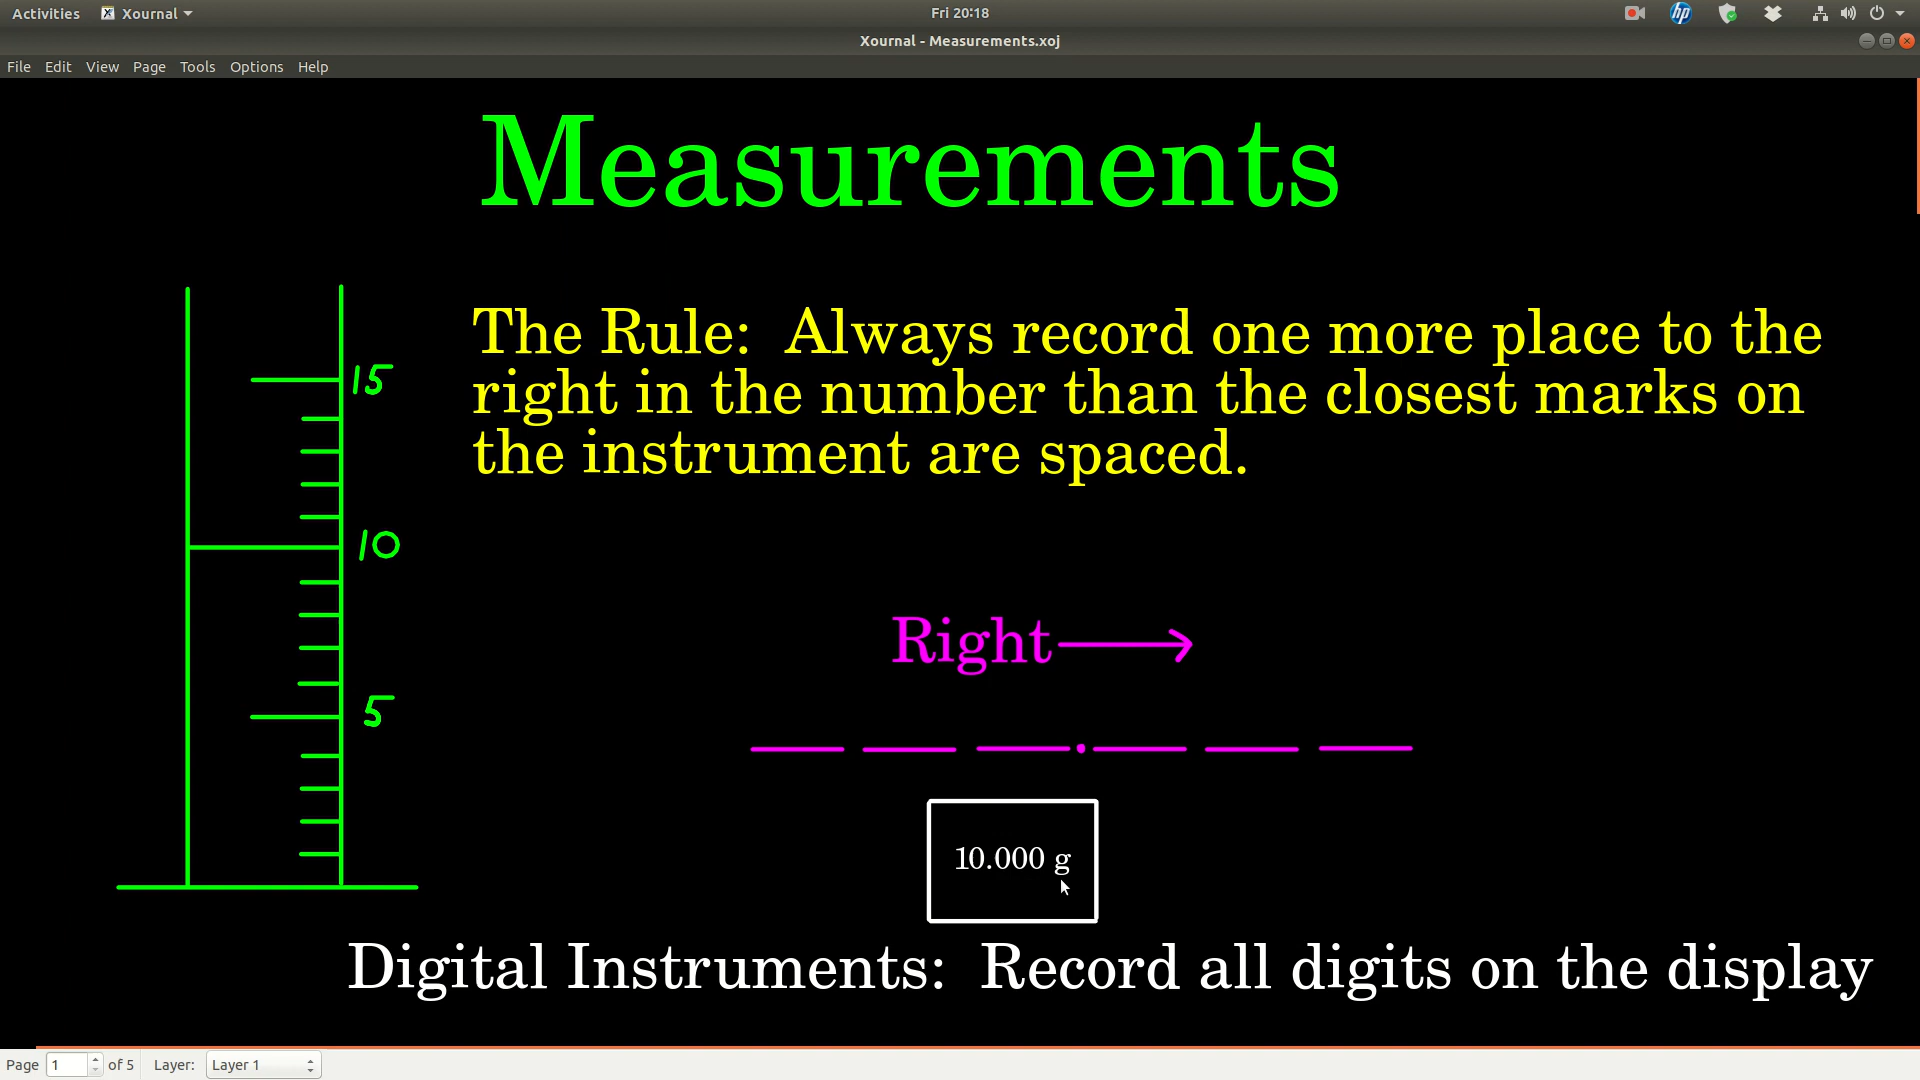 Activities Xournal Fri 20:18
Xournal - Measurements.xoj
File Edit View Page Tools Options Help
Measurements
The Rule: Always record one more place to the
right in the number than the closest marks on
the instrument are spaced.
15
10
5
Right
10.000 g
Digital Instruments: Record all digits on the display
Page 1 of 5 Layer: Layer 1